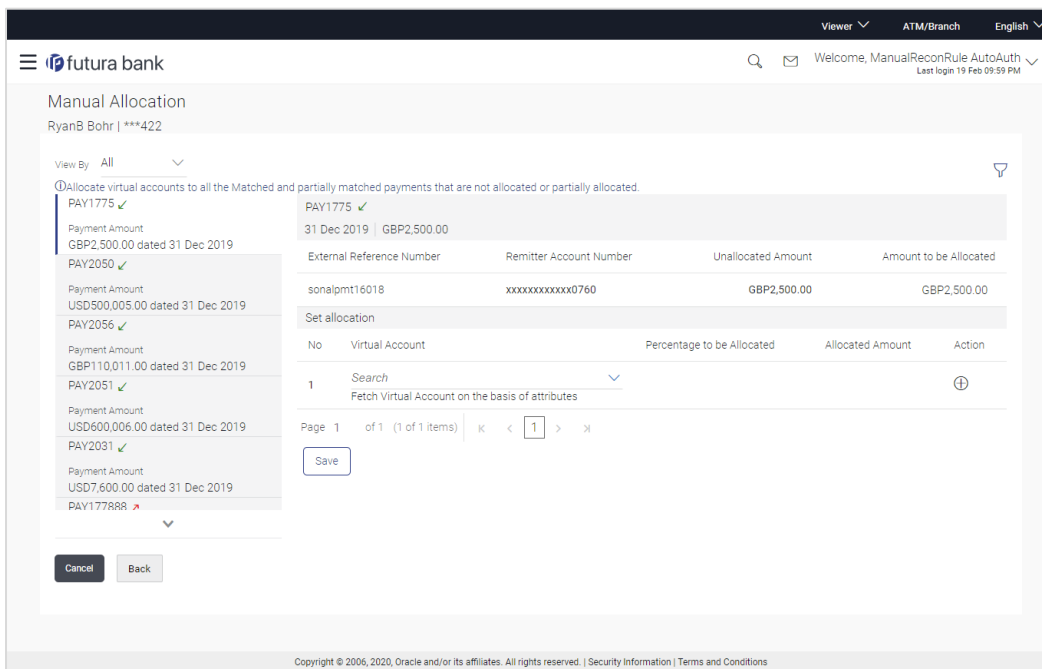 Viewer ATM/Branch English
futura bank
Welcome, ManualReconRule AutoAuth
Last login 19 Feb 09:59 PM
Manual Allocation
RyanB Bohr | ***422
View By All
Allocate virtual accounts to all the Matched and partially matched payments that are not allocated or partially allocated.
PAY1775
Payment Amount
GBP2,500.00 dated 31 Dec 2019
PAY2050
Payment Amount
USD500,005.00 dated 31 Dec 2019
PAY2056
Payment Amount
GBP110,011.00 dated 31 Dec 2019
PAY2051
Payment Amount
USD600,006.00 dated 31 Dec 2019
PAY2031
Payment Amount
USD7,600.00 dated 31 Dec 2019
PAY177888
PAY1775
31 Dec 2019 | GBP2,500.00
External Reference Number Remitter Account Number Unallocated Amount Amount to be Allocated
sonalpmt16018 xxxxxxxxxxxx0760 GBP2,500.00 GBP2,500.00
Set allocation
No Virtual Account Percentage to be Allocated Allocated Amount Action
1 Search
Fetch Virtual Account on the basis of attributes
Page 1 of 1 (1 of 1 items) 1
Save
Cancel Back
Copyright © 2006, 2020, Oracle and/or its affiliates. All rights reserved. | Security Information | Terms and Conditions